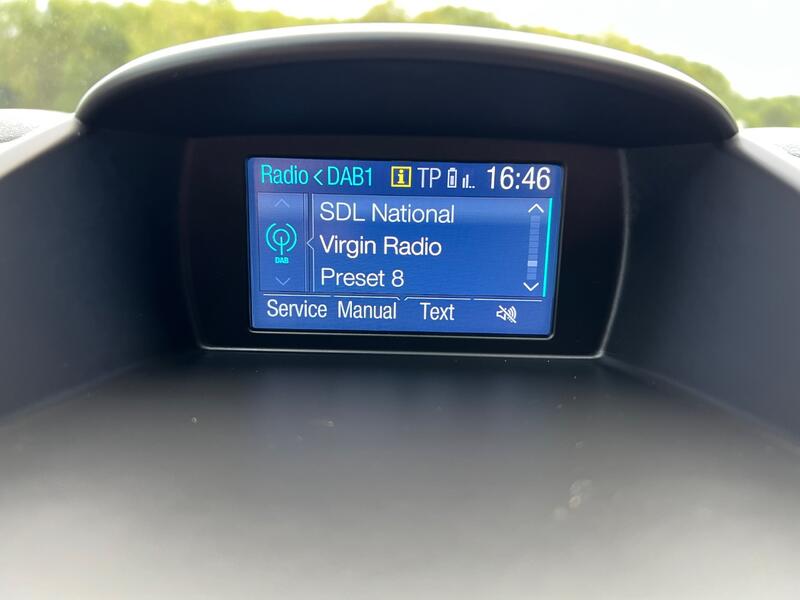 Radio < DAB1 i TP 16:46
SDL National
DAB
Virgin Radio
Preset 8
Service Manual Text